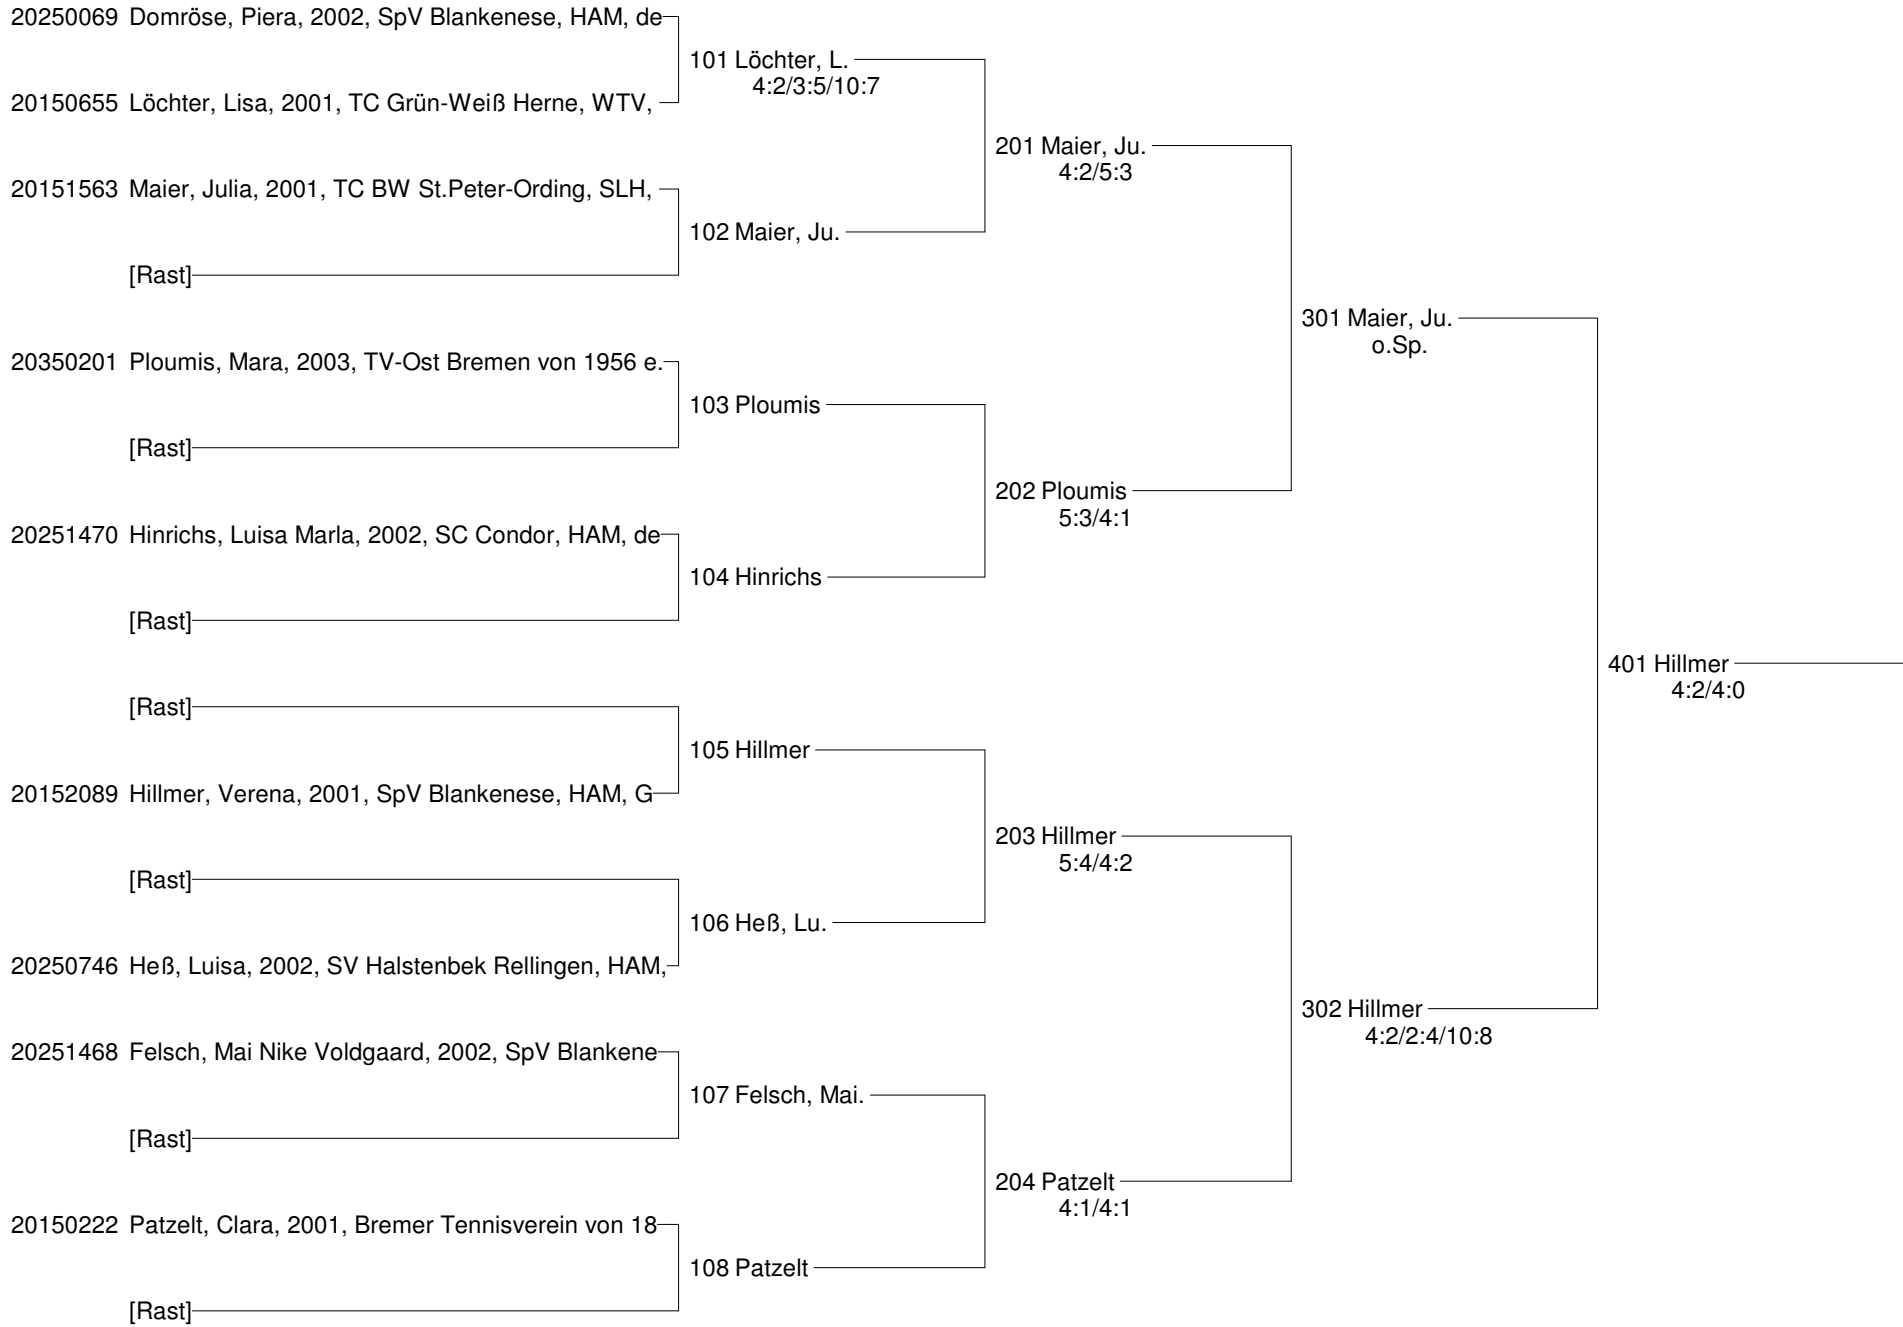 20250069 Domröse, Piera, 2002, SpV Blankenese, HAM, de
101 Löchter, L.
4:2/3:5/10:7
20150655 Löchter, Lisa, 2001, TC Grün-Weiß Herne, WTV,
201 Maier, Ju.
4:2/5:3
20151563 Maier, Julia, 2001, TC BW St.Peter-Ording, SLH,
102 Maier, Ju.
[Rast]
301 Maier, Ju.
o.Sp.
20350201 Ploumis, Mara, 2003, TV-Ost Bremen von 1956 e.
103 Ploumis
[Rast]
202 Ploumis
5:3/4:1
20251470 Hinrichs, Luisa Marla, 2002, SC Condor, HAM, de
104 Hinrichs
[Rast]
401 Hillmer
4:2/4:0
[Rast]
105 Hillmer
20152089 Hillmer, Verena, 2001, SpV Blankenese, HAM, G
203 Hillmer
5:4/4:2
[Rast]
106 Heß, Lu.
20250746 Heß, Luisa, 2002, SV Halstenbek Rellingen, HAM,
302 Hillmer
4:2/2:4/10:8
20251468 Felsch, Mai Nike Voldgaard, 2002, SpV Blankene
107 Felsch, Mai.
[Rast]
204 Patzelt
4:1/4:1
20150222 Patzelt, Clara, 2001, Bremer Tennisverein von 18
108 Patzelt
[Rast]